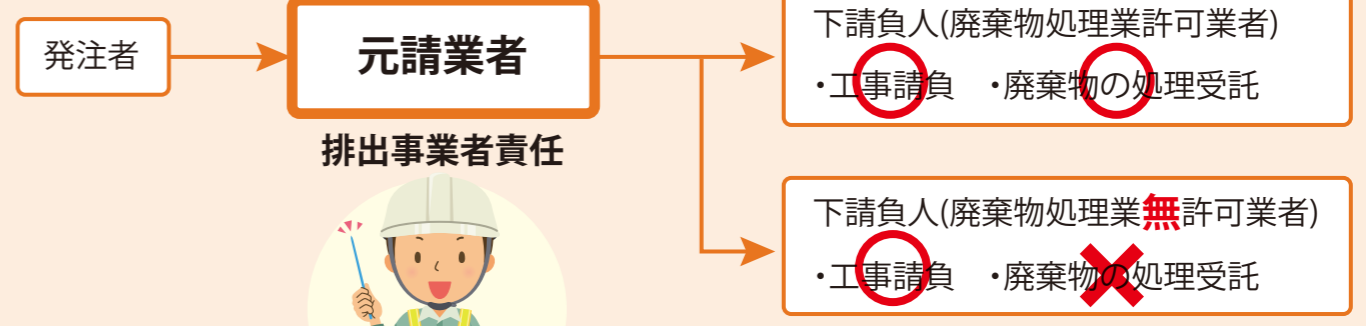 発注者
元請業者
排出事業者責任
下請負人(廃棄物処理業許可業者)
・工事請負 ・廃棄物の処理受託
下請負人(廃棄物処理業無許可業者)
・工事請負 ・廃棄物の処理受託